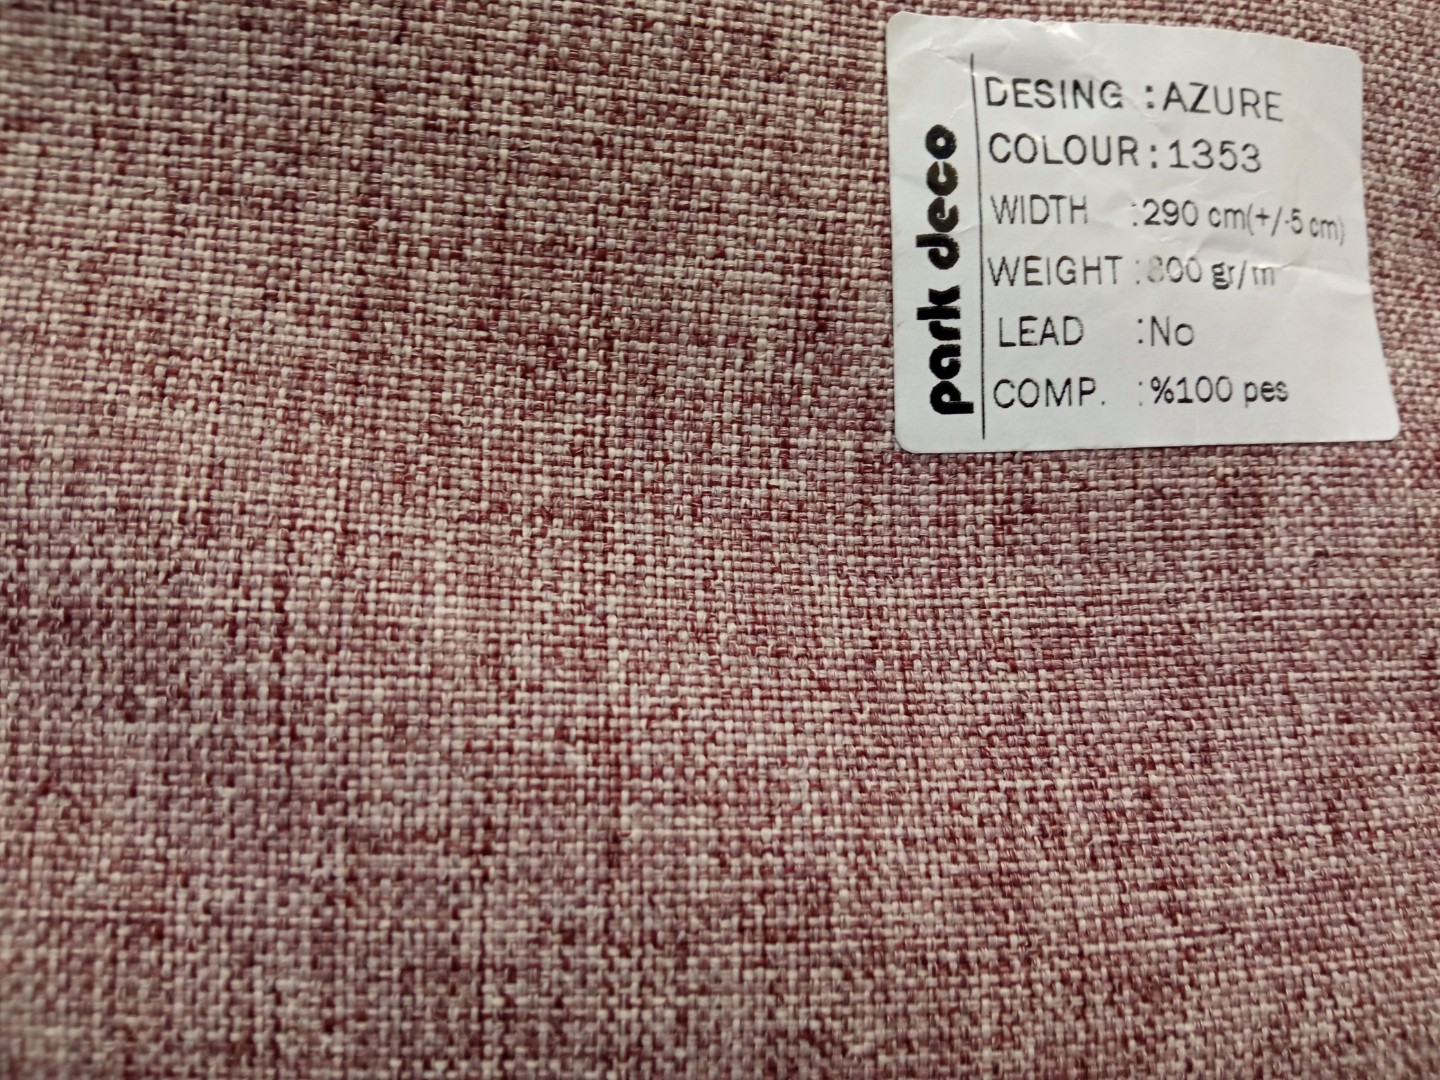 park deco
DESING : AZURE
COLOUR : 1353
WIDTH : 290 cm(+/-5 cm)
WEIGHT : 800 gr/m
LEAD : No
COMP. : %100 pes